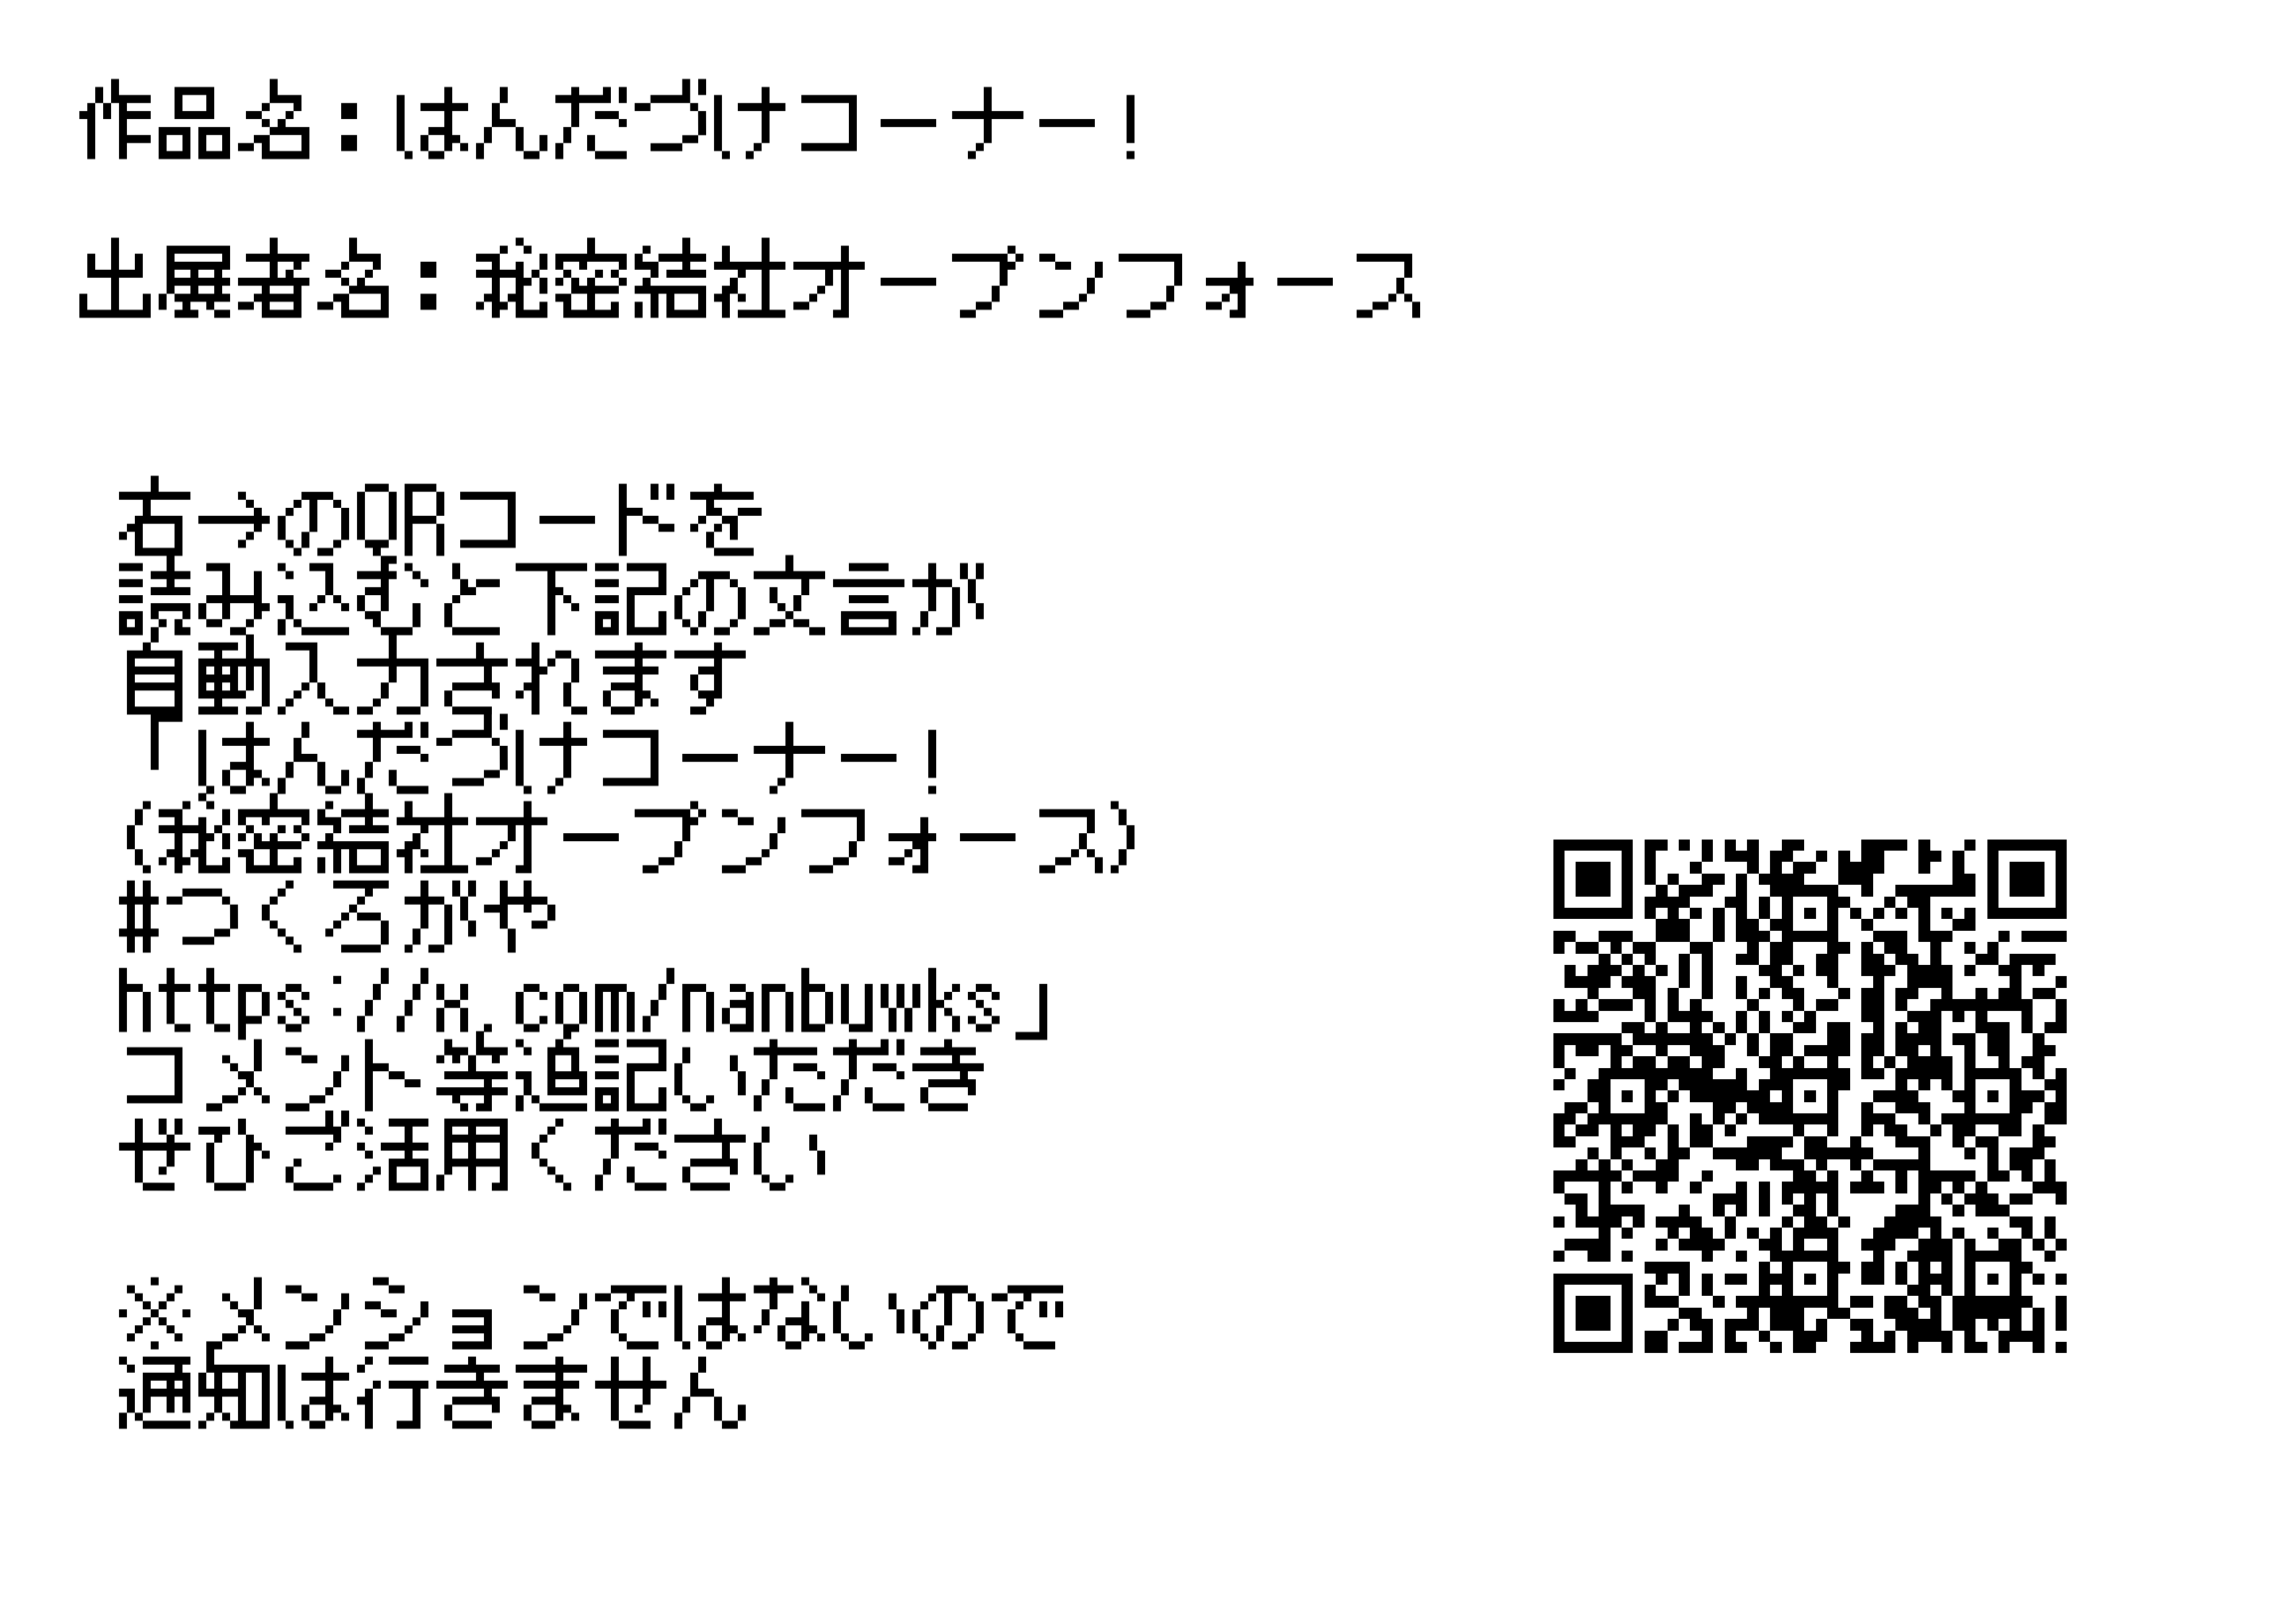 作品名：はんだづけコーナー！
出展者名：秘密結社オープンフォース
右→のQRコードを
読み込むと下記の文言が
自動入力されます
「はんだづけコーナー！
(秘密結社オープンフォース)
#つくろがや
https://x.com/nanbuwks」
コメント等追記いただき
ぜひご活用ください
※メンションではないので
通知は行きません